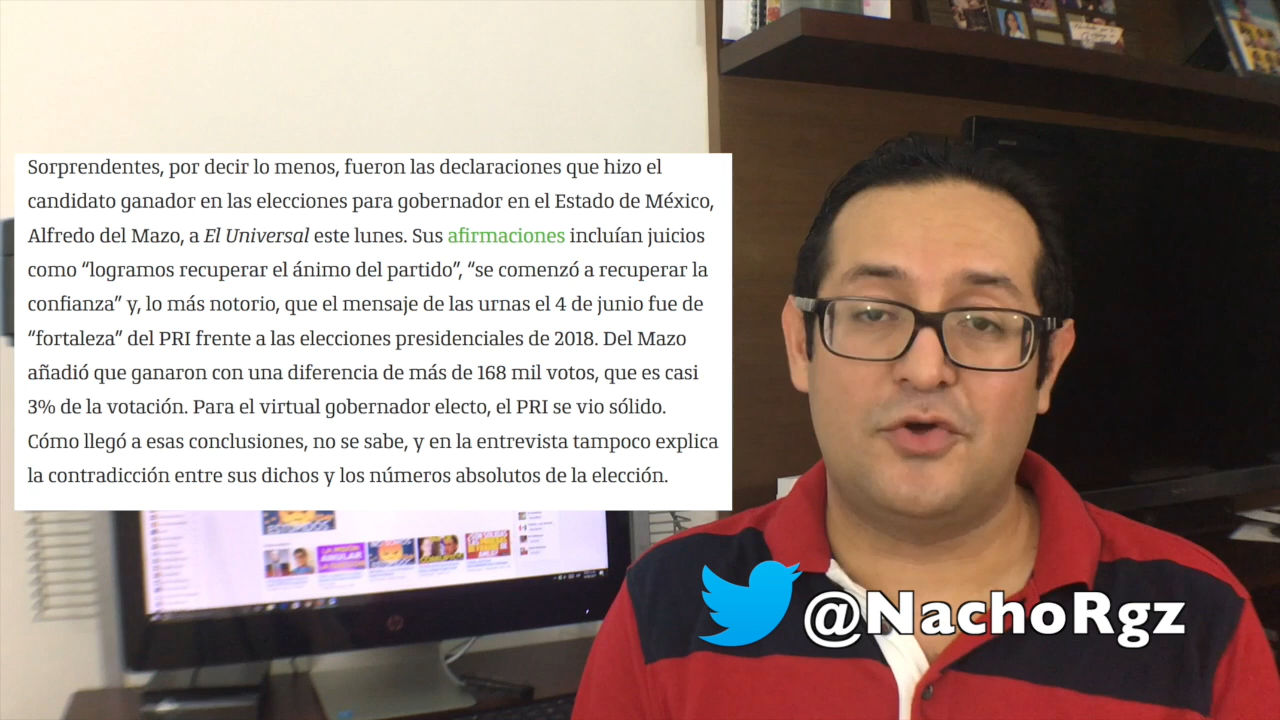 Sorprendentes, por decir lo menos, fueron las declaraciones que hizo el
candidato ganador en las elecciones para gobernador en el Estado de México,
Alfredo del Mazo, a El Universal este lunes. Sus afirmaciones incluían juicios
como “logramos recuperar el ánimo del partido”, “se comenzó a recuperar la
confianza” y, lo más notorio, que el mensaje de las urnas el 4 de junio fue de
“fortaleza” del PRI frente a las elecciones presidenciales de 2018. Del Mazo
añadió que ganaron con una diferencia de más de 168 mil votos, que es casi
3% de la votación. Para el virtual gobernador electo, el PRI se vio sólido.
Cómo llegó a esas conclusiones, no se sabe, y en la entrevista tampoco explica
la contradicción entre sus dichos y los números absolutos de la elección.
LA MISIÓN
ANULAR
@NachoRgz